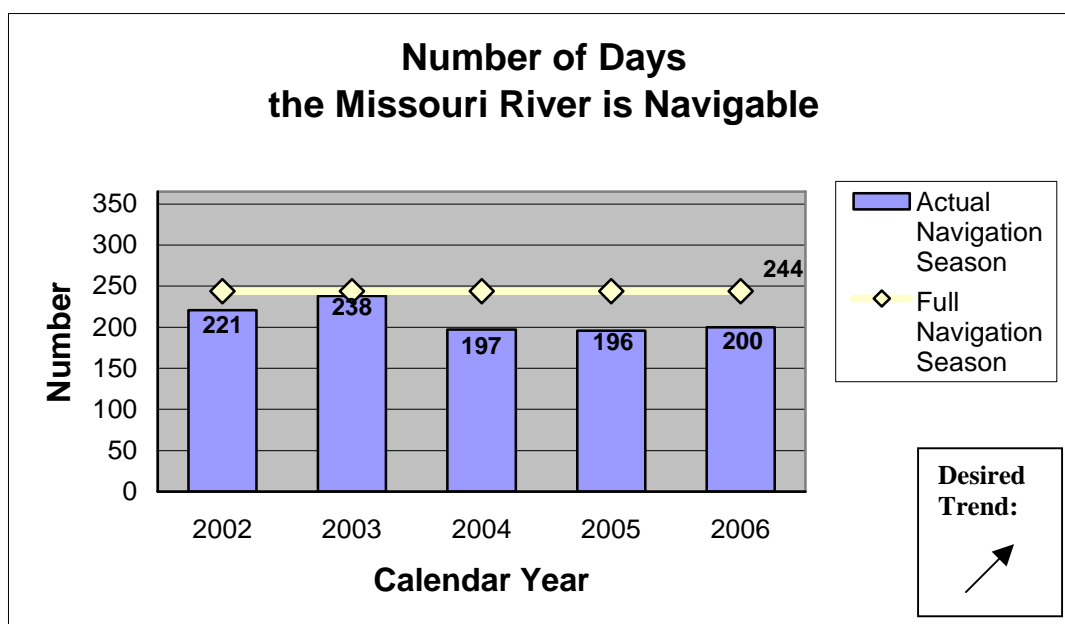 Number of Days
the Missouri River is Navigable
350
300
250
200
150
100
50
0
Number
244
221
238
197
196
200
2002
2003
2004
2005
2006
Calendar Year
Actual
Navigation
Season
Full
Navigation
Season
Desired
Trend: